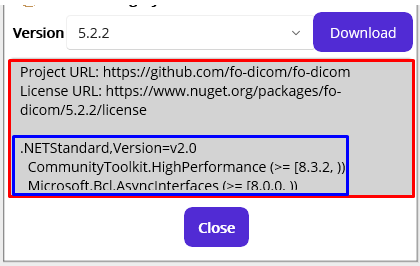 Version 5.2.2 Download
Project URL: https://github.com/fo-dicom/fo-dicom
License URL: https://www.nuget.org/packages/fo-
dicom/5.2.2/license
.NETStandard,Version=v2.0
CommunityToolkit.HighPerformance (>= [8.3.2, ))
Microsoft.Bcl.AsyncInterfaces (>= [8.0.0, ))
Close